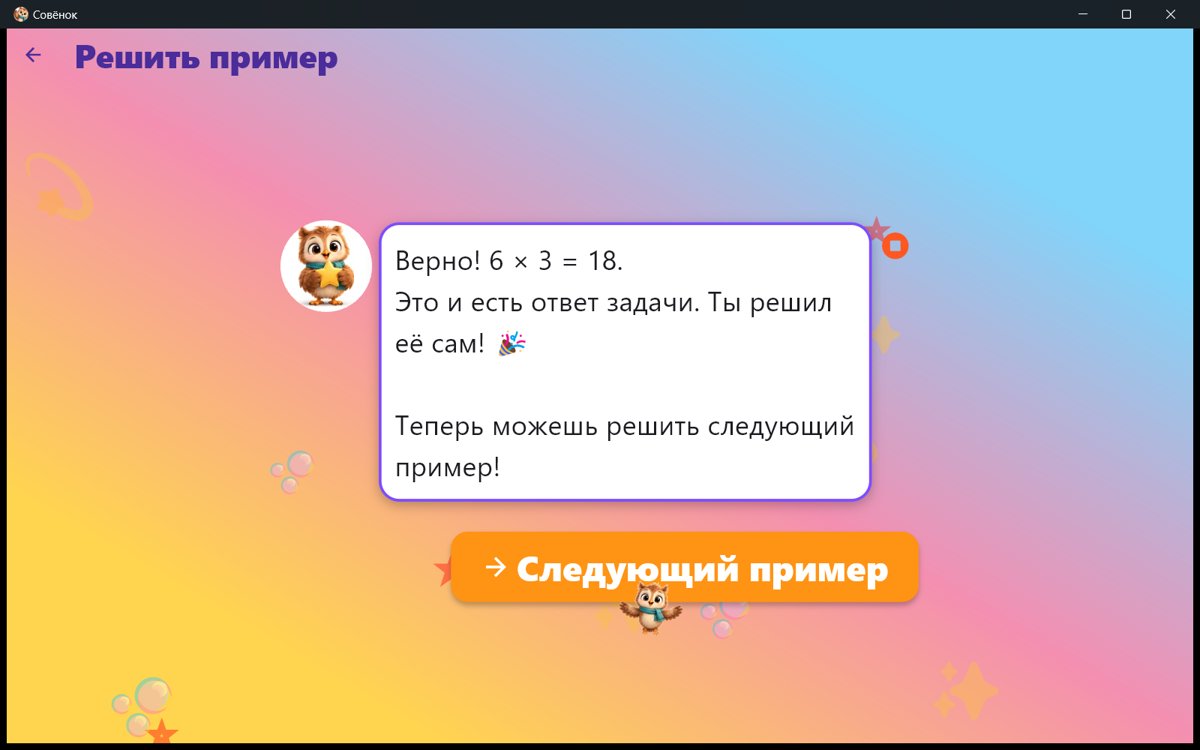 Совёнок
Решить пример
Верно! 6 × 3 = 18.
Это и есть ответ задачи. Ты решил
её сам! 🎉
Теперь можешь решить следующий
пример!
→ Следующий пример